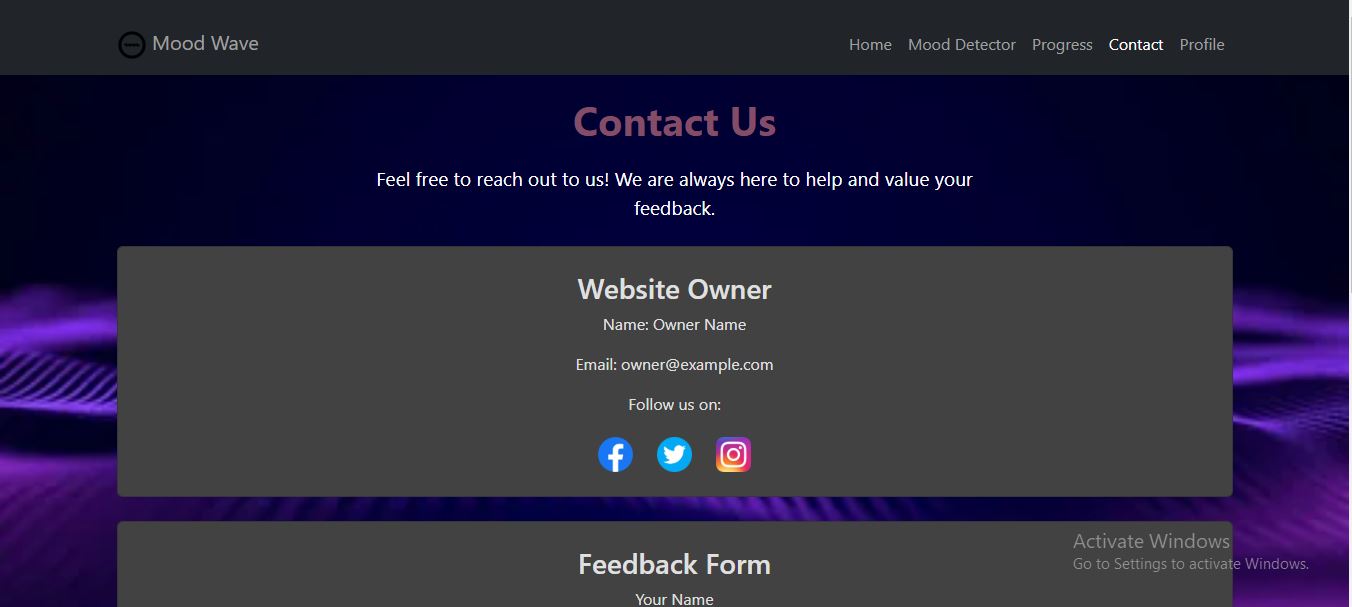 Mood Wave
Home Mood Detector Progress Contact Profile
Contact Us
Feel free to reach out to us! We are always here to help and value your
feedback.
Website Owner
Name: Owner Name
Email: owner@example.com
Follow us on:
Feedback Form
Your Name
Activate Windows
Go to Settings to activate Windows.